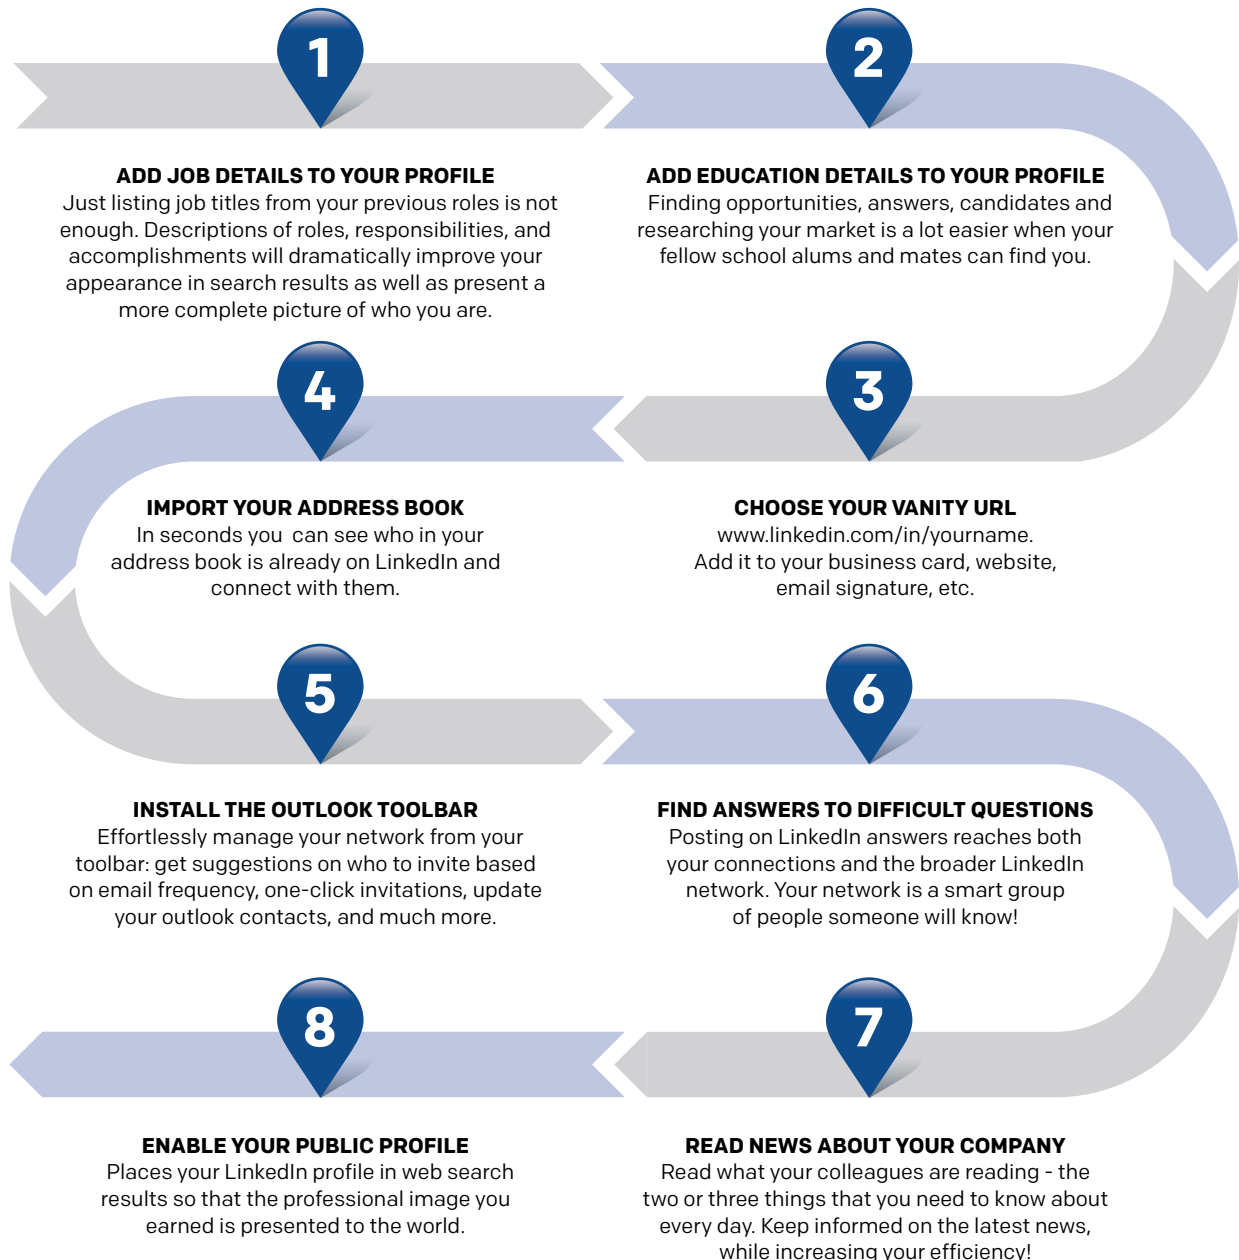 1
ADD JOB DETAILS TO YOUR PROFILE
Just listing job titles from your previous roles is not
enough. Descriptions of roles, responsibilities, and
accomplishments will dramatically improve your
appearance in search results as well as present a
more complete picture of who you are.
2
ADD EDUCATION DETAILS TO YOUR PROFILE
Finding opportunities, answers, candidates and
researching your market is a lot easier when your
fellow school alums and mates can find you.
3
CHOOSE YOUR VANITY URL
www.linkedin.com/in/yourname.
Add it to your business card, website,
email signature, etc.
4
IMPORT YOUR ADDRESS BOOK
In seconds you can see who in your
address book is already on LinkedIn and
connect with them.
5
INSTALL THE OUTLOOK TOOLBAR
Effortlessly manage your network from your
toolbar: get suggestions on who to invite based
on email frequency, one-click invitations, update
your outlook contacts, and much more.
6
FIND ANSWERS TO DIFFICULT QUESTIONS
Posting on LinkedIn answers reaches both
your connections and the broader LinkedIn
network. Your network is a smart group
of people someone will know!
7
READ NEWS ABOUT YOUR COMPANY
Read what your colleagues are reading - the
two or three things that you need to know about
every day. Keep informed on the latest news,
while increasing your efficiency!
8
ENABLE YOUR PUBLIC PROFILE
Places your LinkedIn profile in web search
results so that the professional image you
earned is presented to the world.